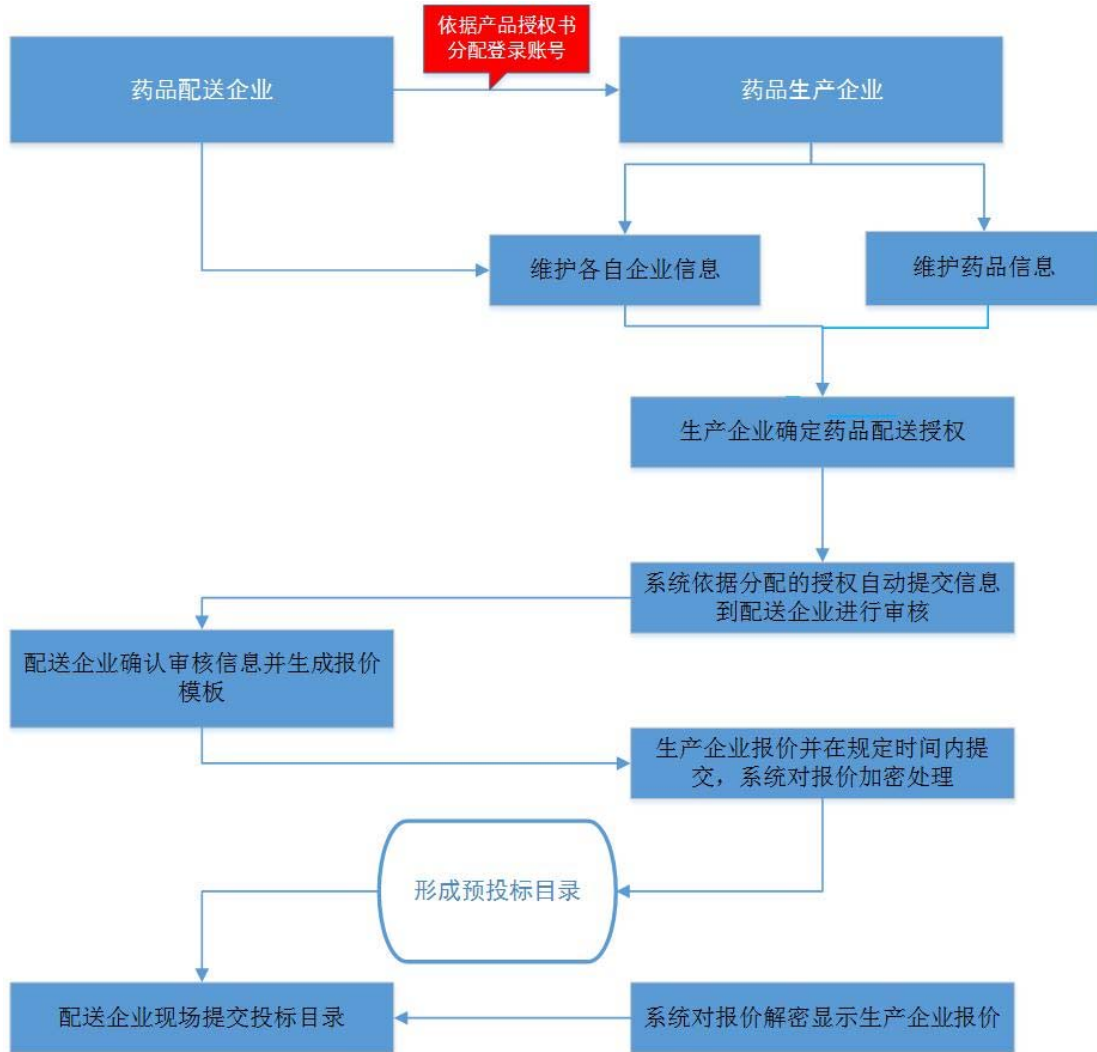 依据产品授权书
分配登录账号
药品配送企业
药品生产企业
维护各自企业信息
维护药品信息
生产企业确定药品配送授权
系统依据分配的授权自动提交信息
到配送企业进行审核
配送企业确认审核信息并生成报价
模板
生产企业报价并在规定时间内提
交，系统对报价加密处理
形成预投标目录
配送企业现场提交投标目录
系统对报价解密显示生产企业报价